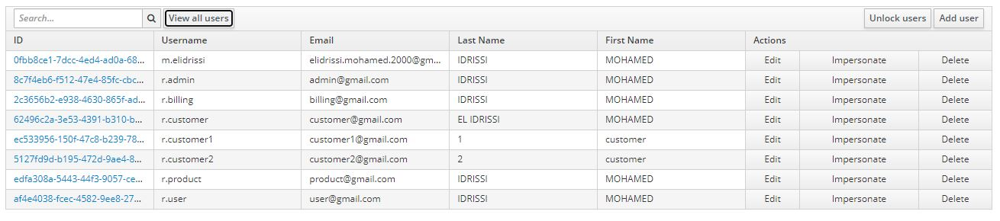 Search... View all users Unlock users Add user
ID Username Email Last Name First Name Actions
0fbb8ce1-7dcc-4ed4-ad0a-68... m.elidrissi elidrissi.mohamed.2000@gm... IDRISSI MOHAMED Edit Impersonate Delete
8c7f4eb6-f512-47e4-85fc-cbc... r.admin admin@gmail.com IDRISSI MOHAMED Edit Impersonate Delete
2c3656b2-e938-4630-865f-ad... r.billing billing@gmail.com IDRISSI MOHAMED Edit Impersonate Delete
62496c2a-3e53-4391-b310-b... r.customer customer@gmail.com EL IDRISSI MOHAMED Edit Impersonate Delete
ec533956-150f-47c8-b239-78... r.customer1 customer1@gmail.com 1 customer Edit Impersonate Delete
5127fd9d-b195-472d-9ae4-8... r.customer2 customer2@gmail.com 2 customer Edit Impersonate Delete
edfa308a-5443-44f3-9057-ce... r.product product@gmail.com IDRISSI MOHAMED Edit Impersonate Delete
af4e4038-fcec-4582-9ee8-27... r.user user@gmail.com IDRISSI MOHAMED Edit Impersonate Delete